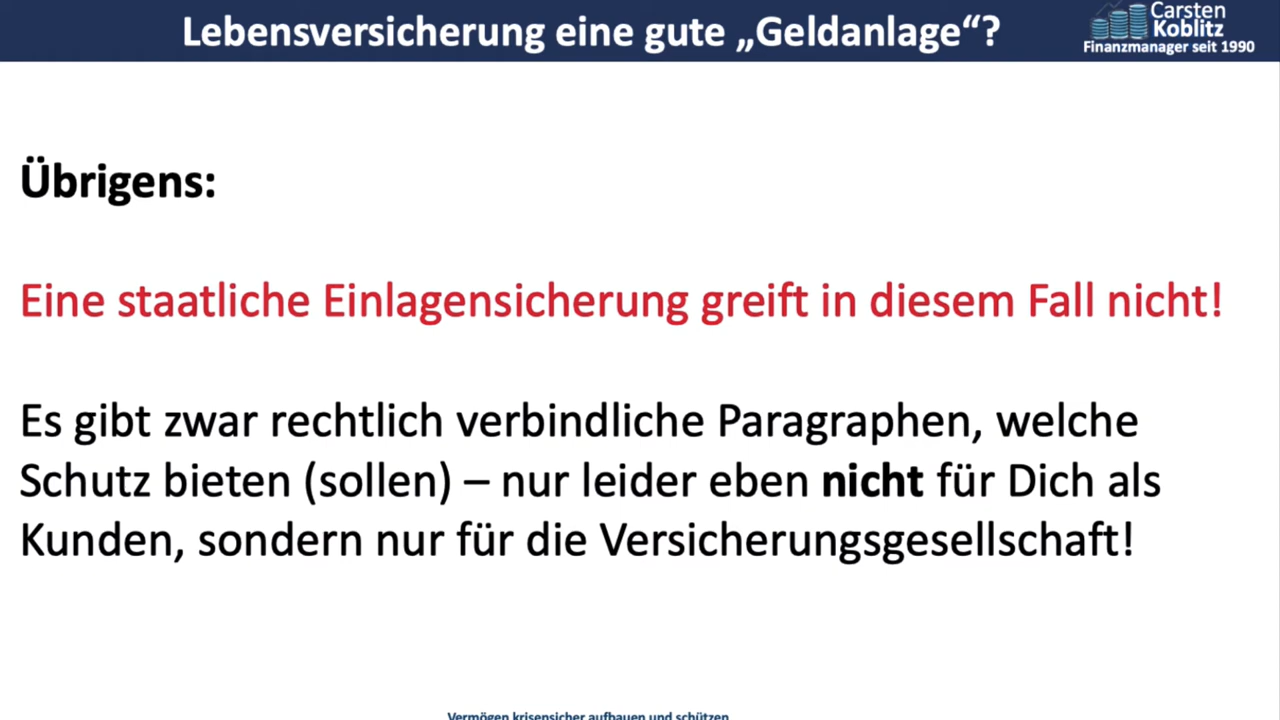 Lebensversicherung eine gute „Geldanlage“?
Carsten
Koblitz
Finanzmanager seit 1990
Übrigens:
Eine staatliche Einlagensicherung greift in diesem Fall nicht!
Es gibt zwar rechtlich verbindliche Paragraphen, welche
Schutz bieten (sollen) – nur leider eben nicht für Dich als
Kunden, sondern nur für die Versicherungsgesellschaft!
Vermögen krisensicher aufbauen und schützen